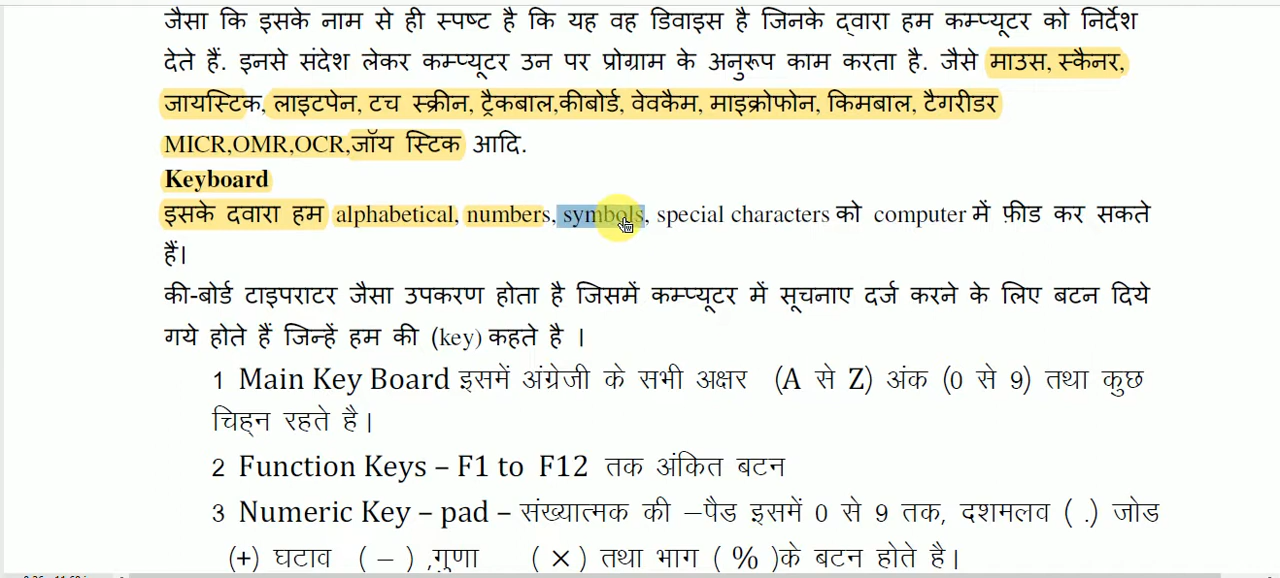 जैसा कि इसके नाम से ही स्पष्ट है कि यह वह डिवाइस है जिनके द्वारा हम कम्प्यूटर को निर्देश
देते हैं. इनसे संदेश लेकर कम्प्यूटर उन पर प्रोग्राम के अनुरूप काम करता है. जैसे माउस, स्कैनर,
जायस्टिक, लाइटपेन, टच स्क्रीन, ट्रैकबाल,कीबोर्ड, वेवकैम, माइक्रोफोन, किमबाल, टैगरीडर
MICR,OMR,OCR,जॉय स्टिक आदि.
Keyboard
इसके दवारा हम alphabetical, numbers, symbols, special characters को computer में फ़ीड कर सकते
हैं।
की-बोर्ड टाइपराटर जैसा उपकरण होता है जिसमें कम्प्यूटर में सूचनाए दर्ज करने के लिए बटन दिये
गये होते हैं जिन्हें हम की (key) कहते है ।
1 Main Key Board इसमें अंग्रेजी के सभी अक्षर (A से Z) अंक (0 से 9) तथा कुछ
चिह्न रहते है।
2 Function Keys – F1 to F12 तक अंकित बटन
3 Numeric Key – pad – संख्यात्मक की –पैड इसमें 0 से 9 तक, दशमलव ( .) जोड
(+) घटाव ( – ) ,गुणा ( × ) तथा भाग ( % )के बटन होते है।